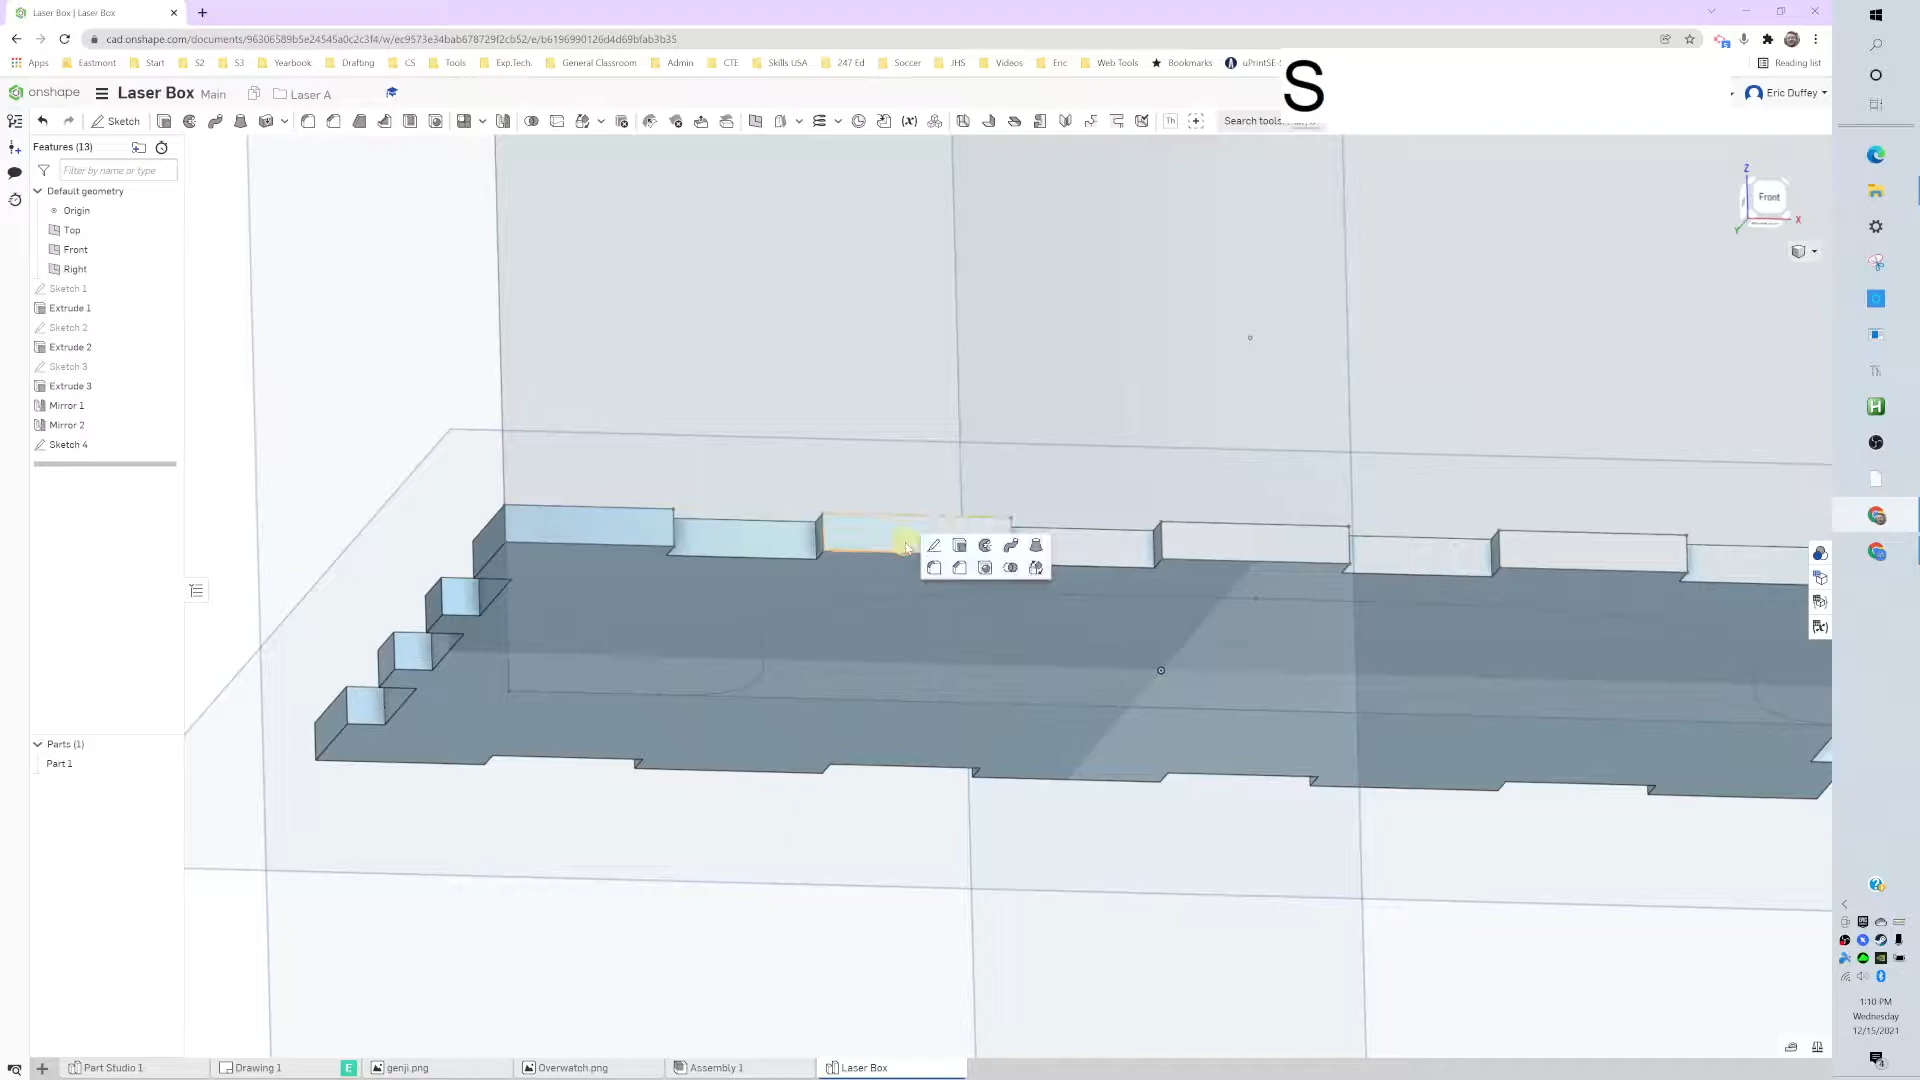 Laser Box | Laser Box
cad.onshape.com/documents/96306589b5e24545a0c2c3f4/w/ec9573e34bab678729f2cb52/e/b6196990126d4d69bfab3b35
Apps Eastmont Start S2 S3 Yearbook Drafting CS Tools Exp.Tech. General Classroom Admin CTE Skills USA 247 Ed Soccer JHS Videos Eric Web Tools Bookmarks uPrintSE- Reading list
S
onshape Laser Box Main Laser A Eric Duffey
Sketch Th Search tools...
Features (13)
Filter by name or type
Default geometry
Origin
Top
Front
Right
Sketch 1
Extrude 1
Sketch 2
Extrude 2
Sketch 3
Extrude 3
Mirror 1
Mirror 2
Sketch 4
Z
Front
X
Y
(x)
Th
Parts (1)
Part 1
1:10 PM
Wednesday
12/15/2021
Part Studio 1 Drawing 1 E genji.png Overwatch.png Assembly 1 Laser Box
4